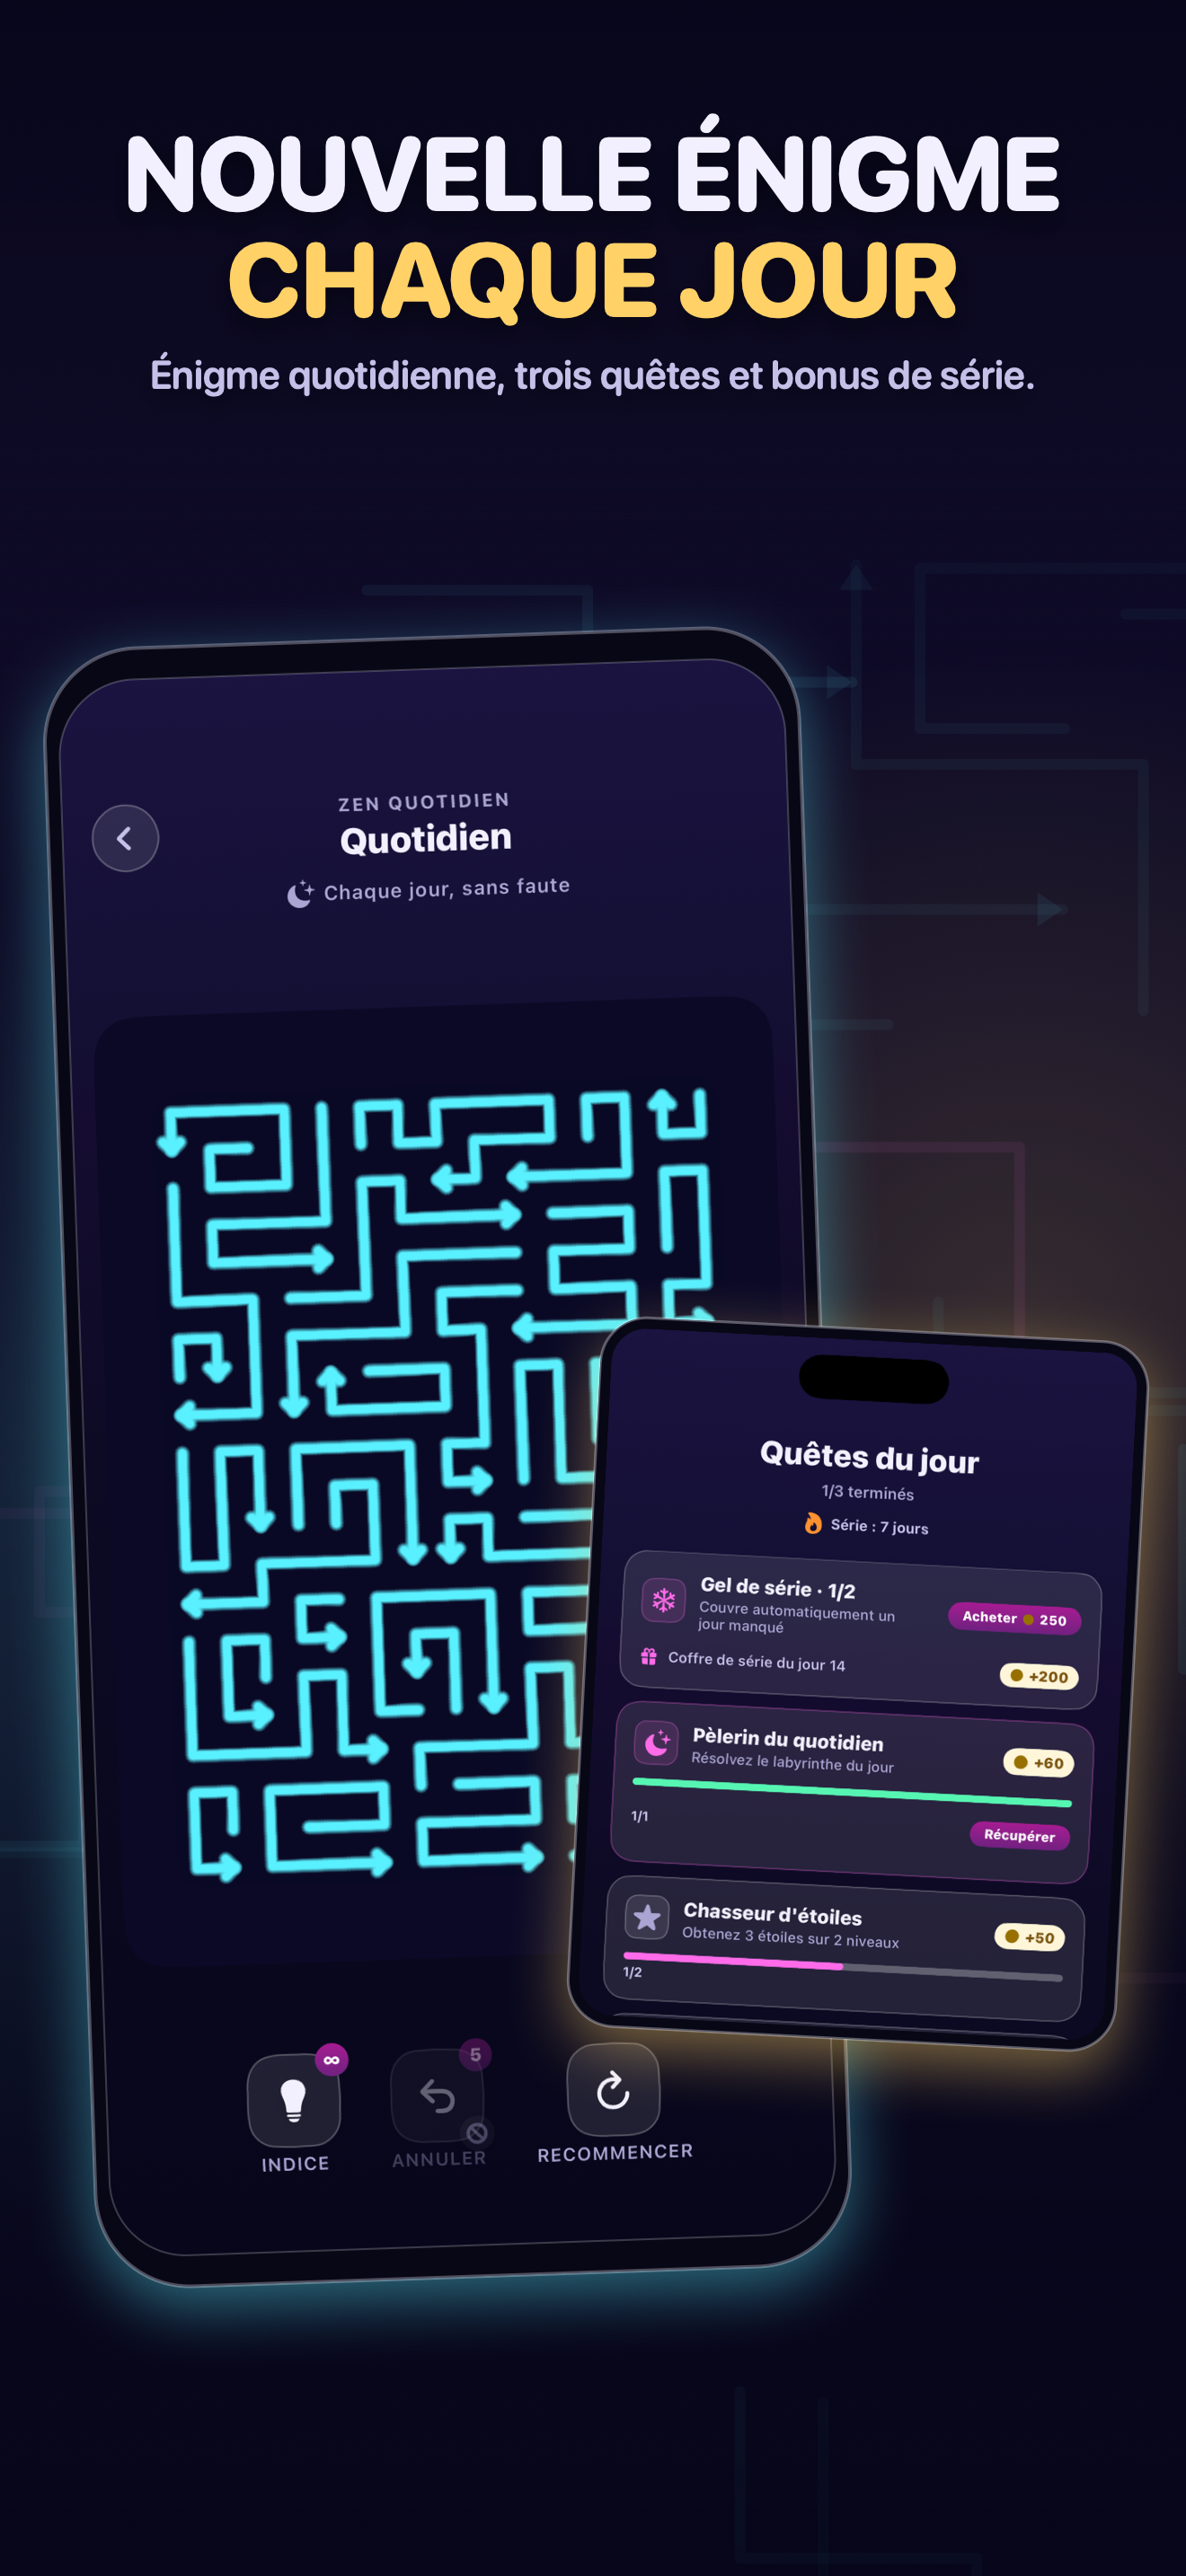 NOUVELLE ÉNIGME
CHAQUE JOUR
Énigme quotidienne, trois quêtes et bonus de série.
ZEN QUOTIDIEN
Quotidien
Chaque jour, sans faute
Quêtes du jour
1/3 terminés
Série : 7 jours
Gel de série · 1/2
Couvre automatiquement un
jour manqué
Acheter 250
Coffre de série du jour 14
+200
Pèlerin du quotidien
Résolvez le labyrinthe du jour
+60
1/1
Récupérer
Chasseur d'étoiles
Obtenez 3 étoiles sur 2 niveaux
+50
1/2
∞
5
INDICE
ANNULER
RECOMMENCER